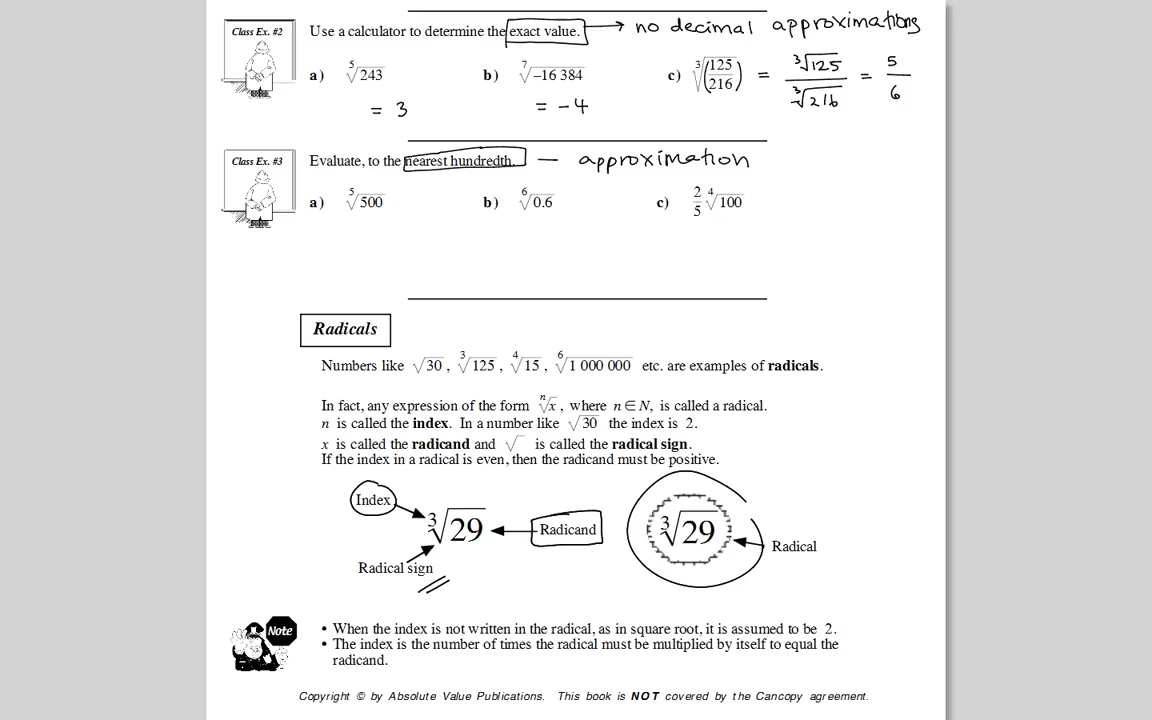 Class Ex. #2
Use a calculator to determine the exact value. → no decimal approximations
a) ⁵√243 b) ⁷√–16 384 c) ³√(125/216) = ³√125/³√216 = 5/6
= 3 = -4
Class Ex. #3
Evaluate, to the nearest hundredth. — approximation
a) ⁵√500 b) ⁶√0.6 c) 2/5 ⁴√100
Radicals
Numbers like √30 , ³√125 , ⁴√15 , ⁶√1 000 000 etc. are examples of radicals.
In fact, any expression of the form ⁿ√x , where n ∈ N, is called a radical.
n is called the index. In a number like √30 the index is 2.
x is called the radicand and √ is called the radical sign.
If the index in a radical is even, then the radicand must be positive.
Index
³√29 Radicand ³√29
Radical
Radical sign
Note
• When the index is not written in the radical, as in square root, it is assumed to be 2.
• The index is the number of times the radical must be multiplied by itself to equal the
radicand.
Copyright © by Absolute Value Publications. This book is NOT covered by the Cancopy agreement.